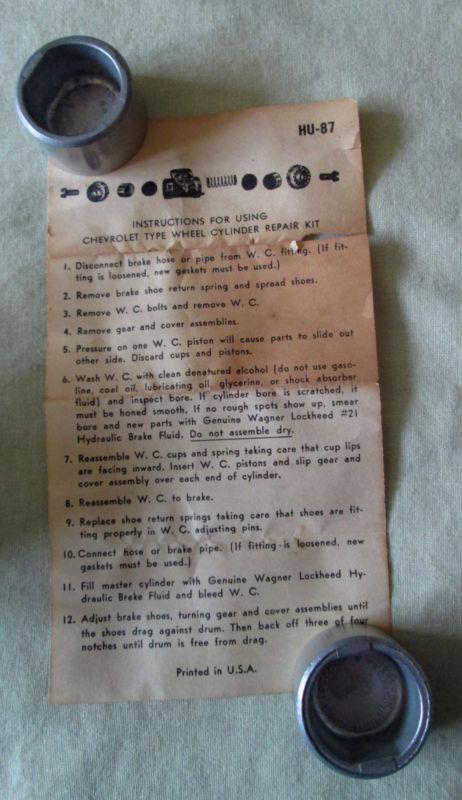 HU-87
INSTRUCTIONS FOR USING
CHEVROLET TYPE WHEEL CYLINDER REPAIR KIT
1. Disconnect brake hose or pipe from W. C. fitting. (If fit-
ting is loosened, new gaskets must be used.)
2. Remove brake shoe return spring and spread shoes.
3. Remove W. C. bolts and remove W. C.
4. Remove gear and cover assemblies.
5. Pressure on one W. C. piston will cause parts to slide out
other side. Discard cups and pistons.
6. Wash W. C. with clean denatured alcohol (do not use gaso-
line, coal oil, lubricating oil, glycerine, or shock absorber
fluid) and inspect bore. If cylinder bore is scratched, it
must be honed smooth. If no rough spots show up, smear
bore and new parts with Genuine Wagner Lockheed #21
Hydraulic Brake Fluid. Do not assemble dry.
7. Reassemble W. C. cups and spring taking care that cup lips
are facing inward. Insert W. C. pistons and slip gear and
cover assembly over each end of cylinder.
8. Reassemble W. C. to brake.
9. Replace shoe return springs taking care that shoes are fit-
ting properly in W. C. adjusting pins.
10. Connect hose or brake pipe. (If fitting is loosened, new
gaskets must be used.)
11. Fill master cylinder with Genuine Wagner Lockheed Hy-
draulic Brake Fluid and bleed W. C.
12. Adjust brake shoes, turning gear and cover assemblies until
the shoes drag against drum. Then back off three of four
notches until drum is free from drag.
Printed in U.S.A.